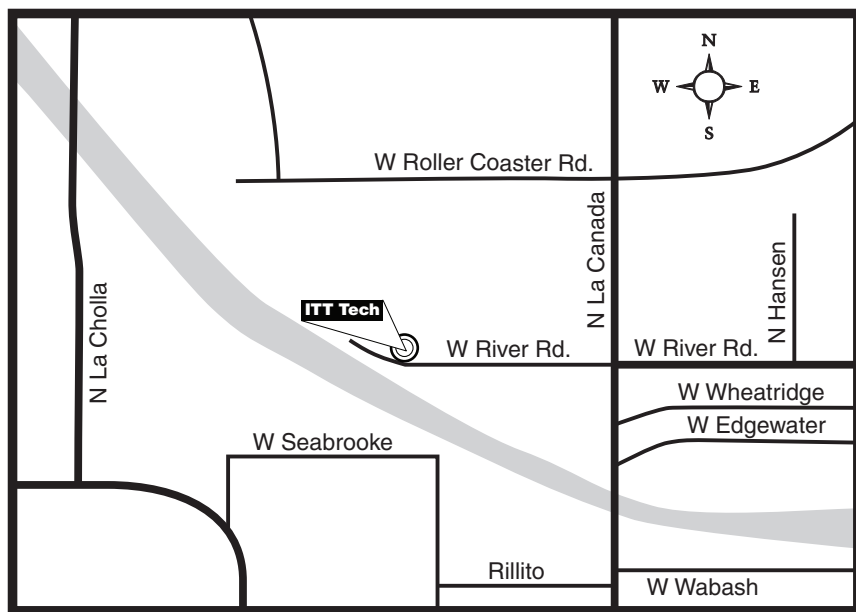 N
W E
S
W Roller Coaster Rd.
N La Canada
N Hansen
N La Cholla
ITT Tech
W River Rd.
W River Rd.
W Wheatridge
W Edgewater
W Seabrooke
Rillito
W Wabash